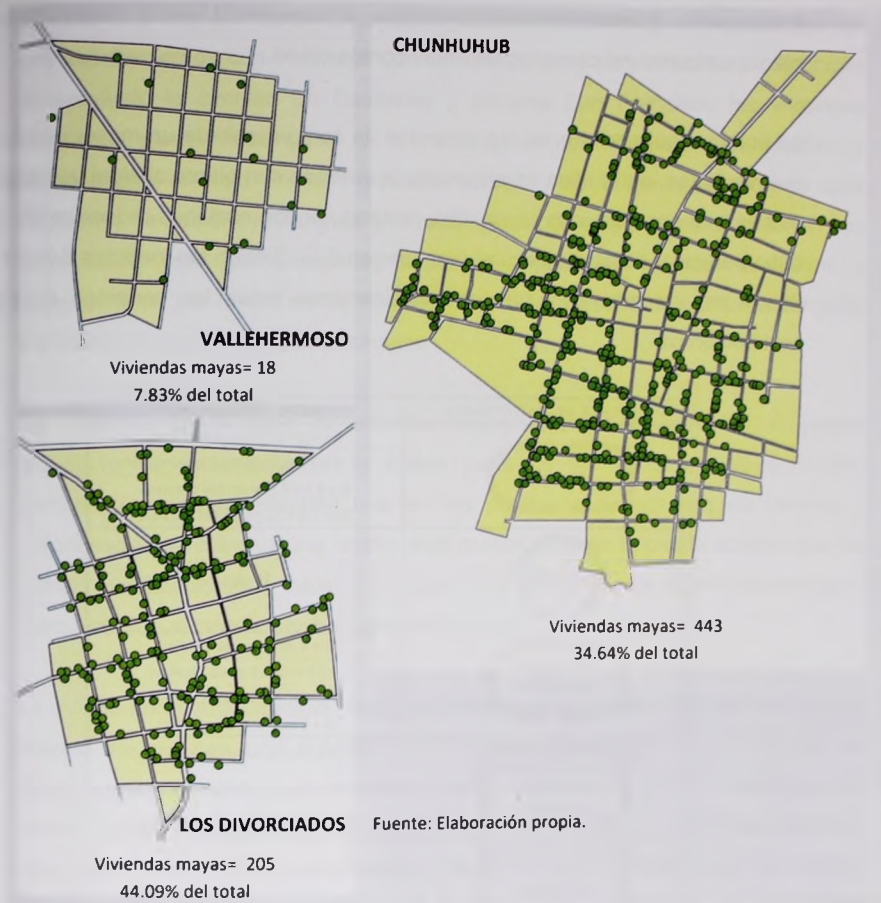 CHUNHUHUB
VALLEHERMOSO
Viviendas mayas= 18
7.83% del total
Viviendas mayas= 443
34.64% del total
LOS DIVORCIADOS
Fuente: Elaboración propia.
Viviendas mayas= 205
44.09% del total